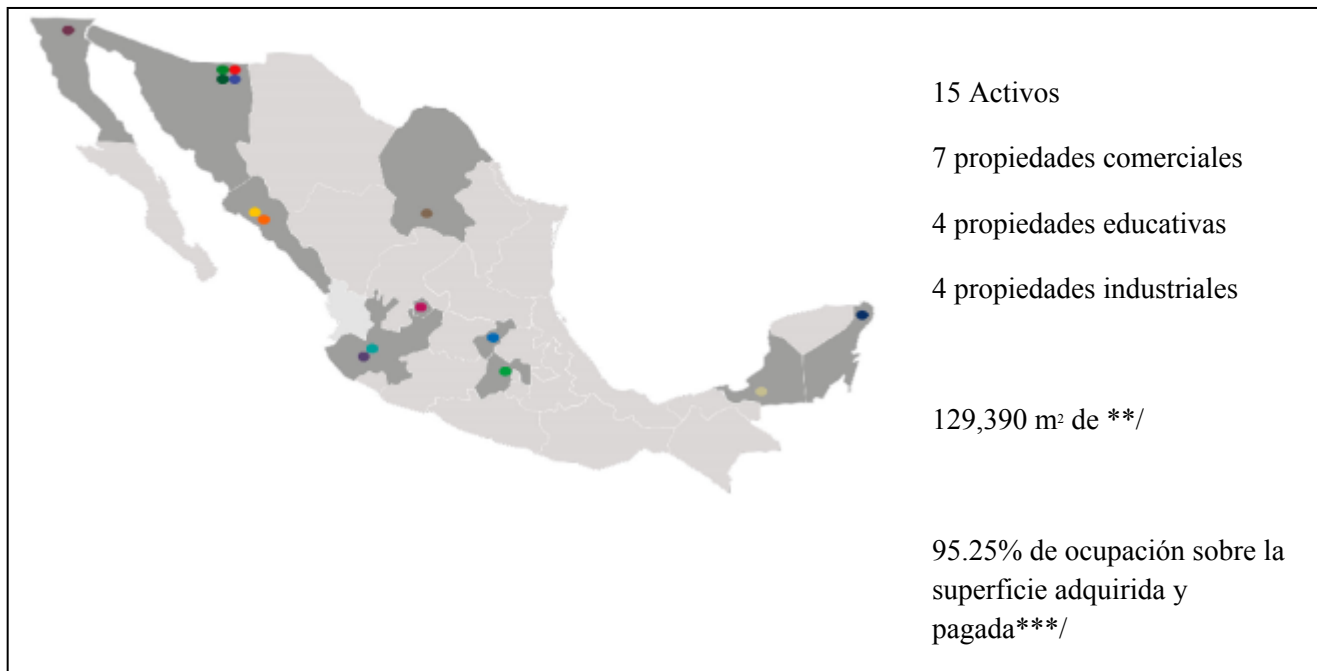 15 Activos
7 propiedades comerciales
4 propiedades educativas
4 propiedades industriales
129,390 m² de **/
95.25% de ocupación sobre la
superficie adquirida y
pagada***/